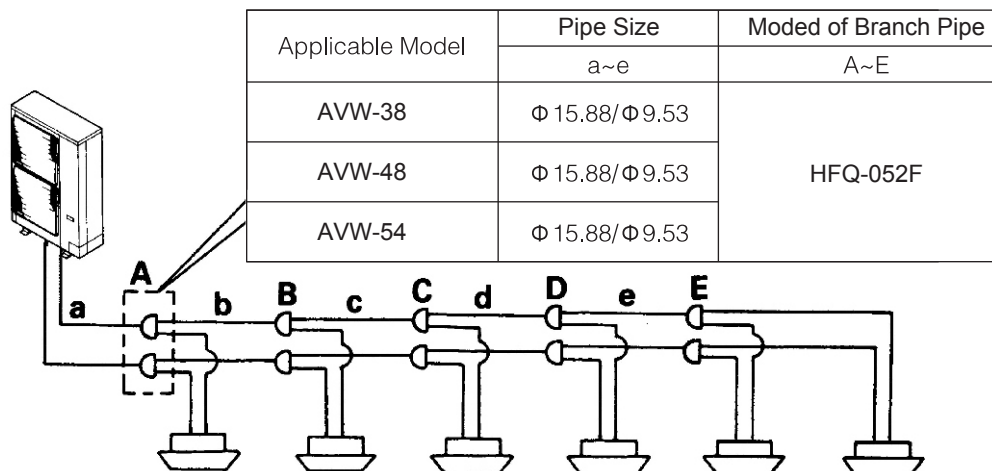 Applicable Model Pipe Size Moded of Branch Pipe
a~e A~E
AVW-38 Φ15.88/Φ9.53
AVW-48 Φ15.88/Φ9.53 HFQ-052F
AVW-54 Φ15.88/Φ9.53
A
a b B c C d D e E